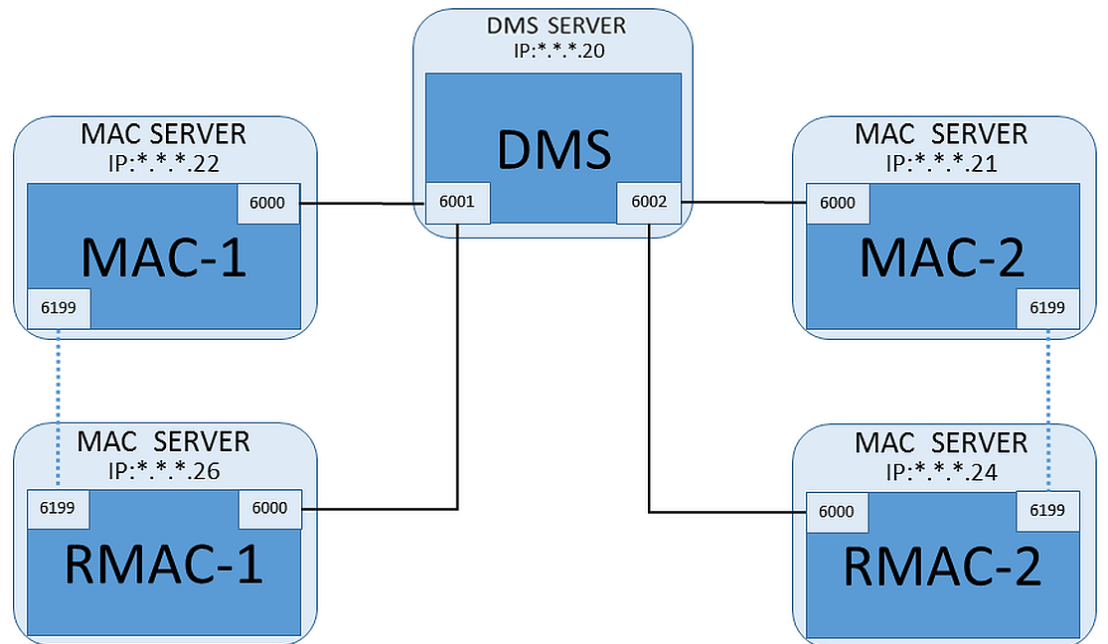 DMS SERVER
IP:*.*.*.20
DMS
6001
6002
MAC SERVER
IP:*.*.*.22
6000
MAC-1
6199
MAC SERVER
IP:*.*.*.21
6000
MAC-2
6199
MAC SERVER
IP:*.*.*.26
6199
6000
RMAC-1
MAC SERVER
IP:*.*.*.24
6000
6199
RMAC-2